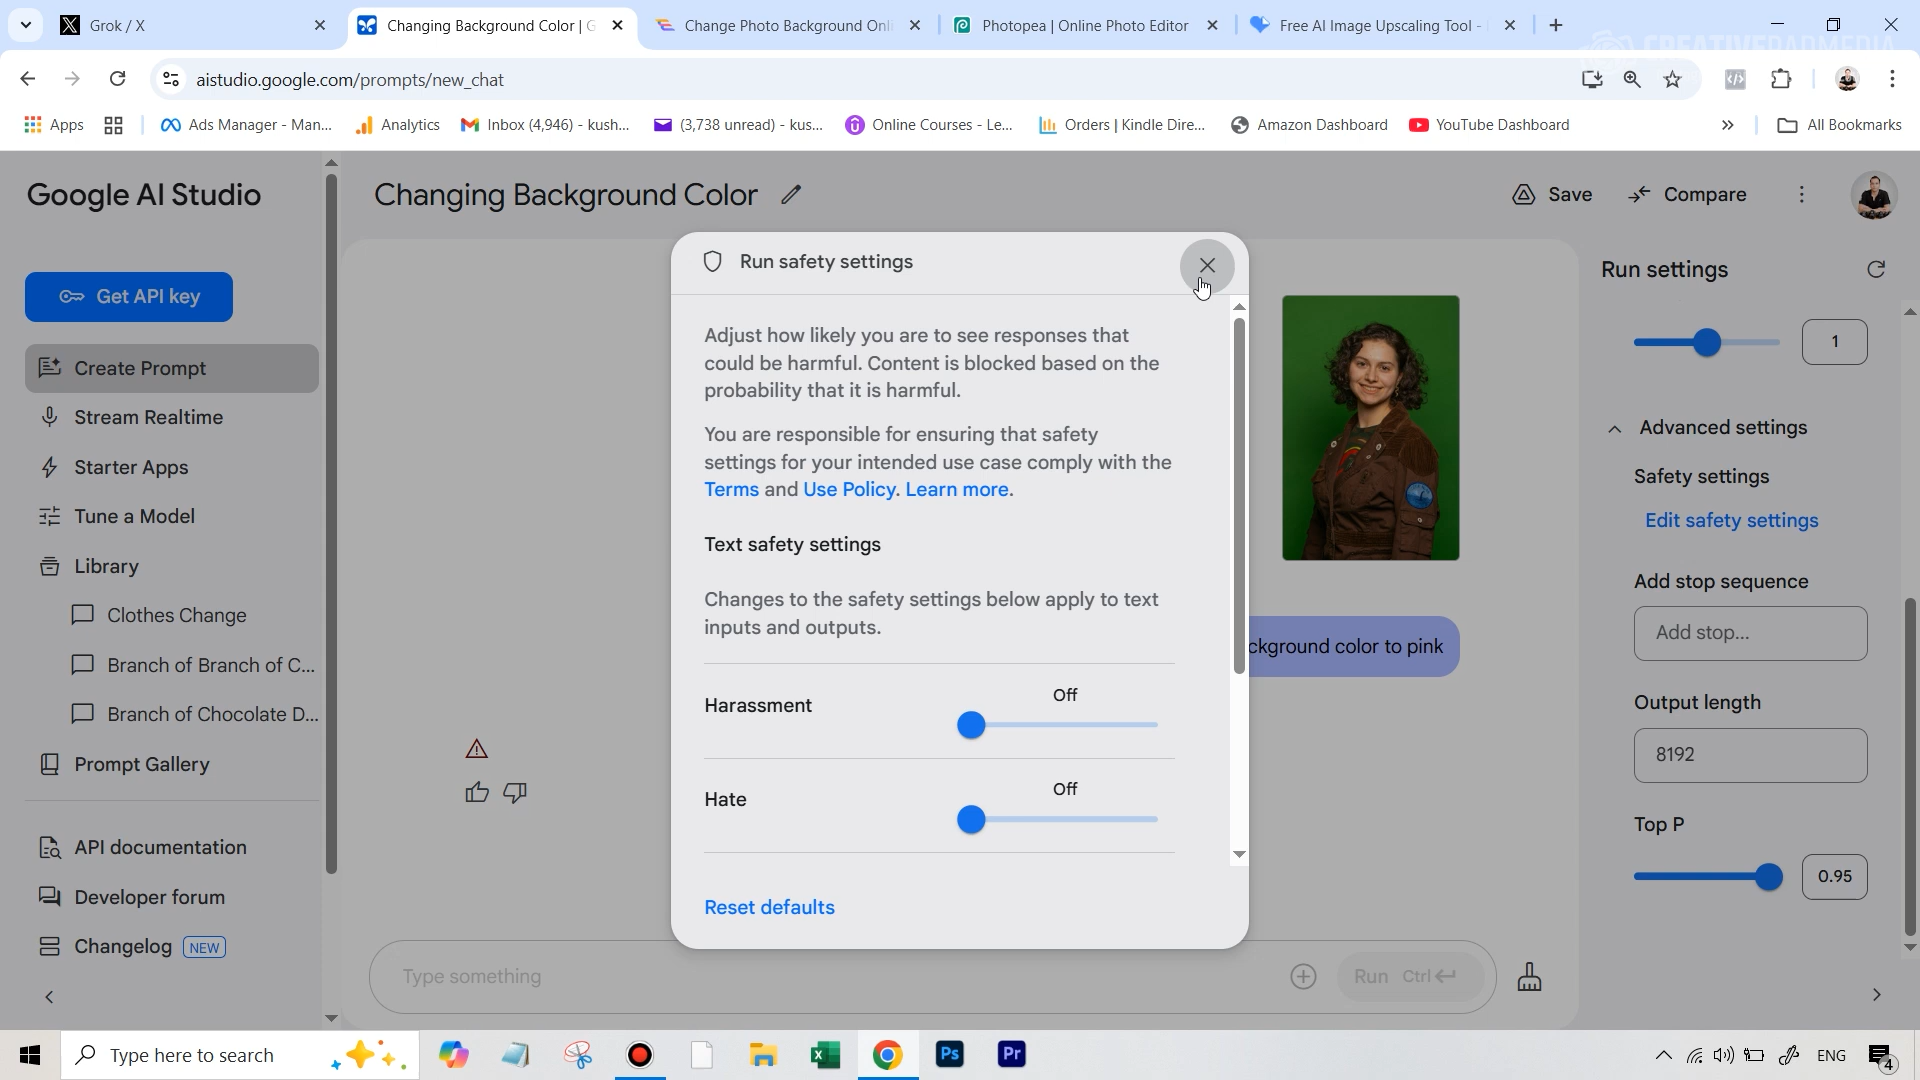 Grok / X
Changing Background Color | G
Change Photo Background Onli
Photopea | Online Photo Editor
Free AI Image Upscaling Tool -
CREATIVEPADMEDIA
aistudio.google.com/prompts/new_chat
Apps
Ads Manager - Man...
Analytics
Inbox (4,946) - kush...
(3,738 unread) - kus...
Online Courses - Le...
Orders | Kindle Dire...
Amazon Dashboard
YouTube Dashboard
All Bookmarks
Google AI Studio
Changing Background Color
Save
Compare
Get API key
Create Prompt
Stream Realtime
Starter Apps
Tune a Model
Library
Clothes Change
Branch of Branch of C...
Branch of Chocolate D...
Prompt Gallery
API documentation
Developer forum
Changelog NEW
Run safety settings
Adjust how likely you are to see responses that
could be harmful. Content is blocked based on the
probability that it is harmful.
You are responsible for ensuring that safety
settings for your intended use case comply with the
Terms and Use Policy. Learn more.
Text safety settings
Changes to the safety settings below apply to text
inputs and outputs.
Harassment
Off
Hate
Off
Reset defaults
ckground color to pink
Type something
Run Ctrl
Run settings
1
Advanced settings
Safety settings
Edit safety settings
Add stop sequence
Add stop...
Output length
8192
Top P
0.95
Type here to search
Ps
Pr
ENG
4